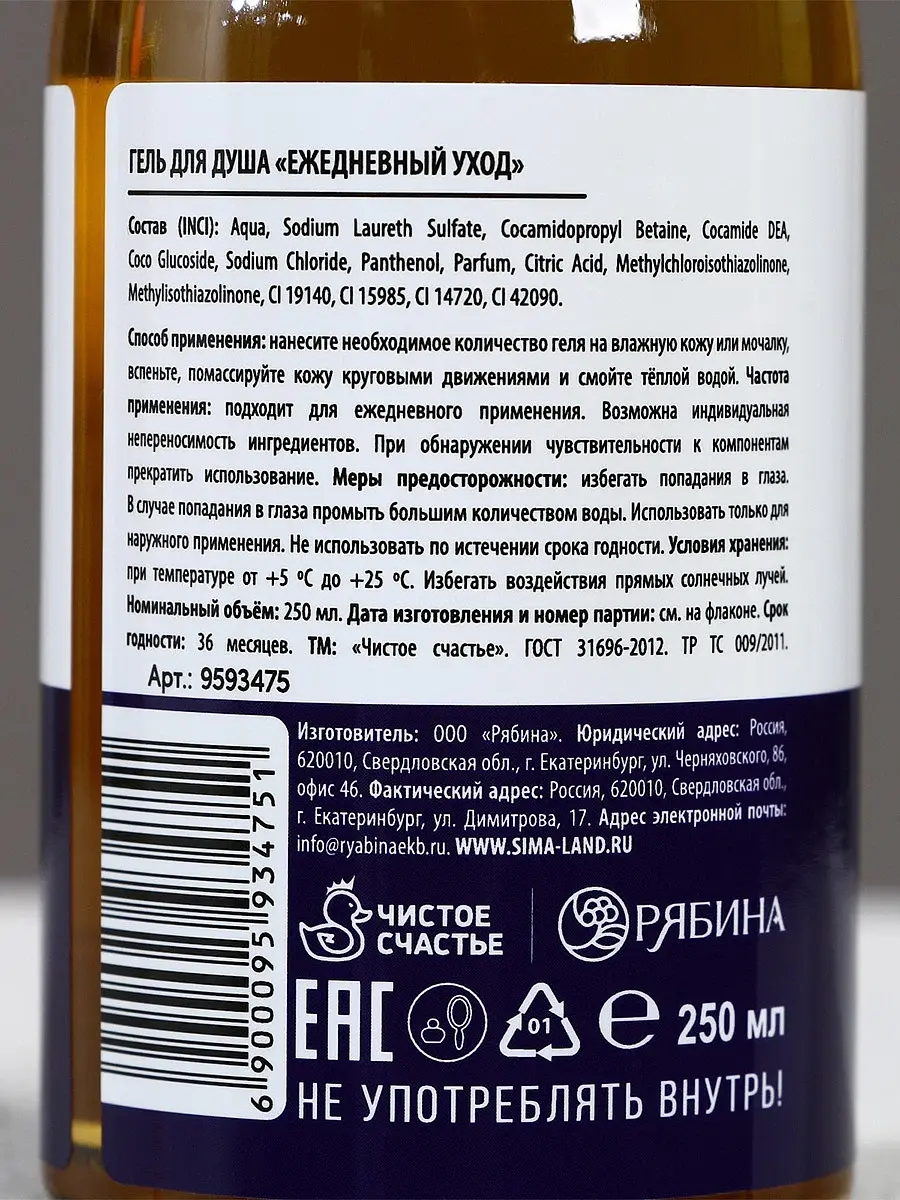 ГЕЛЬ ДЛЯ ДУША «ЕЖЕДНЕВНЫЙ УХОД»
Состав (INCI): Aqua, Sodium Laureth Sulfate, Cocamidopropyl Betaine, Cocamide DEA,
Coco Glucoside, Sodium Chloride, Panthenol, Parfum, Citric Acid, Methylchloroisothiazolinone,
Methylisothiazolinone, CI 19140, CI 15985, CI 14720, CI 42090.
Способ применения: нанесите необходимое количество геля на влажную кожу или мочалку,
вспеньте, помассируйте кожу круговыми движениями и смойте тёплой водой. Частота
применения: подходит для ежедневного применения. Возможна индивидуальная
непереносимость ингредиентов. При обнаружении чувствительности к компонентам
прекратить использование. Меры предосторожности: избегать попадания в глаза.
В случае попадания в глаза промыть большим количеством воды. Использовать только для
наружного применения. Не использовать по истечении срока годности. Условия хранения:
при температуре от +5 ºС до +25 ºС. Избегать воздействия прямых солнечных лучей.
Номинальный объём: 250 мл. Дата изготовления и номер партии: см. на флаконе. Срок
годности: 36 месяцев. ТМ: «Чистое счастье». ГОСТ 31696-2012. ТР ТС 009/2011.
Арт.: 9593475
Изготовитель: ООО «Рябина». Юридический адрес: Россия,
620010, Свердловская обл., г. Екатеринбург, ул. Черняховского, 86,
офис 46. Фактический адрес: Россия, 620010, Свердловская обл.,
г. Екатеринбург, ул. Димитрова, 17. Адрес электронной почты:
info@ryabinaekb.ru. WWW.SIMA-LAND.RU
6 900095 934751
ЧИСТОЕ
СЧАСТЬЕ
РЯБИНА
ЕАС
01
℮ 250 мл
НЕ УПОТРЕБЛЯТЬ ВНУТРЬ!